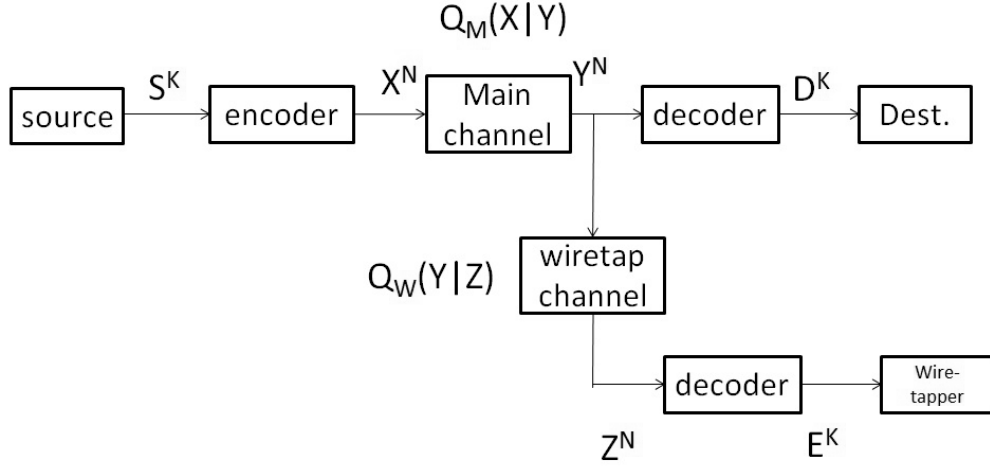 Q_M(X|Y)
S^K
X^N
Y^N
D^K
source
encoder
Main
channel
decoder
Dest.
Q_W(Y|Z)
wiretap
channel
decoder
Wire-
tapper
Z^N
E^K